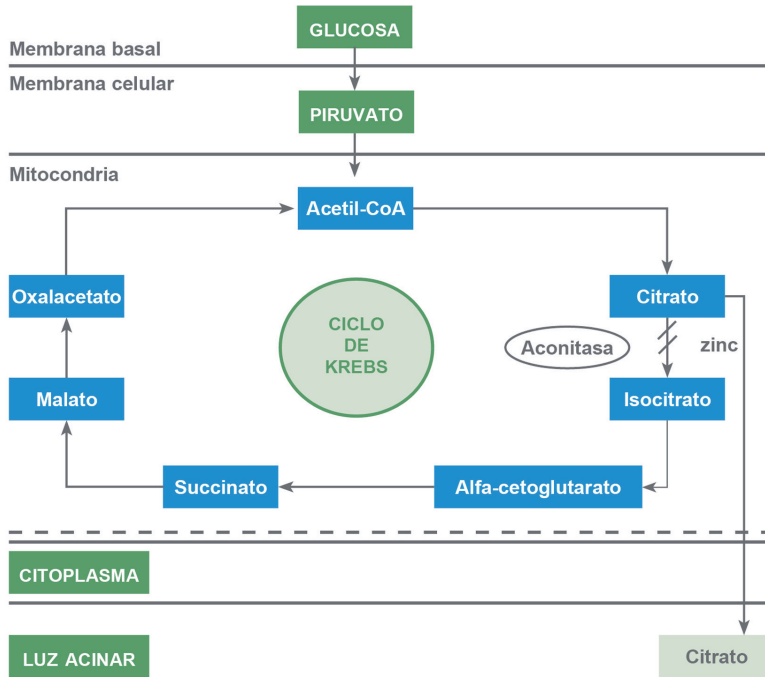 GLUCOSA
Membrana basal
Membrana celular
PIRUVATO
Mitocondria
Acetil-CoA
Oxalacetato
Citrato
CICLO
DE
KREBS
Aconitasa
zinc
Malato
Isocitrato
Succinato
Alfa-cetoglutarato
CITOPLASMA
LUZ ACINAR
Citrato